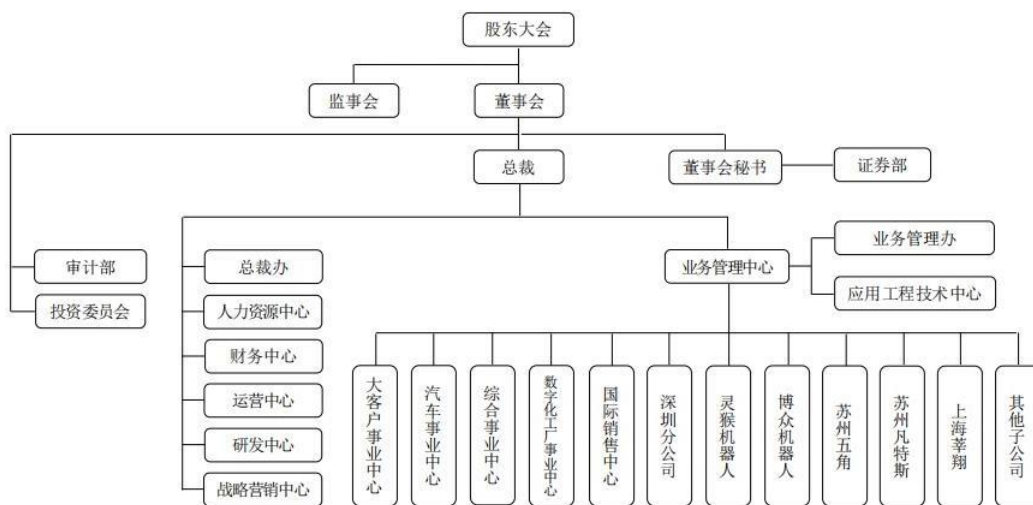 股东大会
监事会
董事会
总裁
董事会秘书
证券部
审计部
投资委员会
总裁办
人力资源中心
财务中心
运营中心
研发中心
战略营销中心
业务管理中心
业务管理办
应用工程技术中心
大客户事业中心
汽车事业中心
综合事业中心
数字化工厂事业中心
国际销售中心
深圳分公司
灵猴机器人
博众机器人
苏州五角
苏州凡特斯
上海莘翔
其他子公司